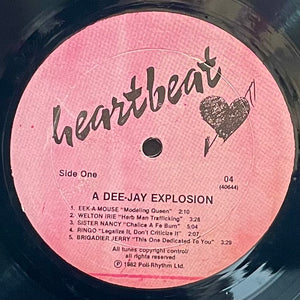 heartbeat
Side One
04
(40644)
A DEE-JAY EXPLOSION
1. EEK-A-MOUSE "Modeling Queen" 2:10
2. WELTON IRIE "Herb Man Trafficking" 3:28
3. SISTER NANCY "Chalice A Fe Burn" 5:04
4. RINGO "Legalize It, Don't Criticize It" 2:20
5. BRIGADIER JERRY "This One Dedicated To You" 3:29
All tunes copyright control/
all rights reserved
Ⓟ 1982 Poli-Rhythm Ltd.